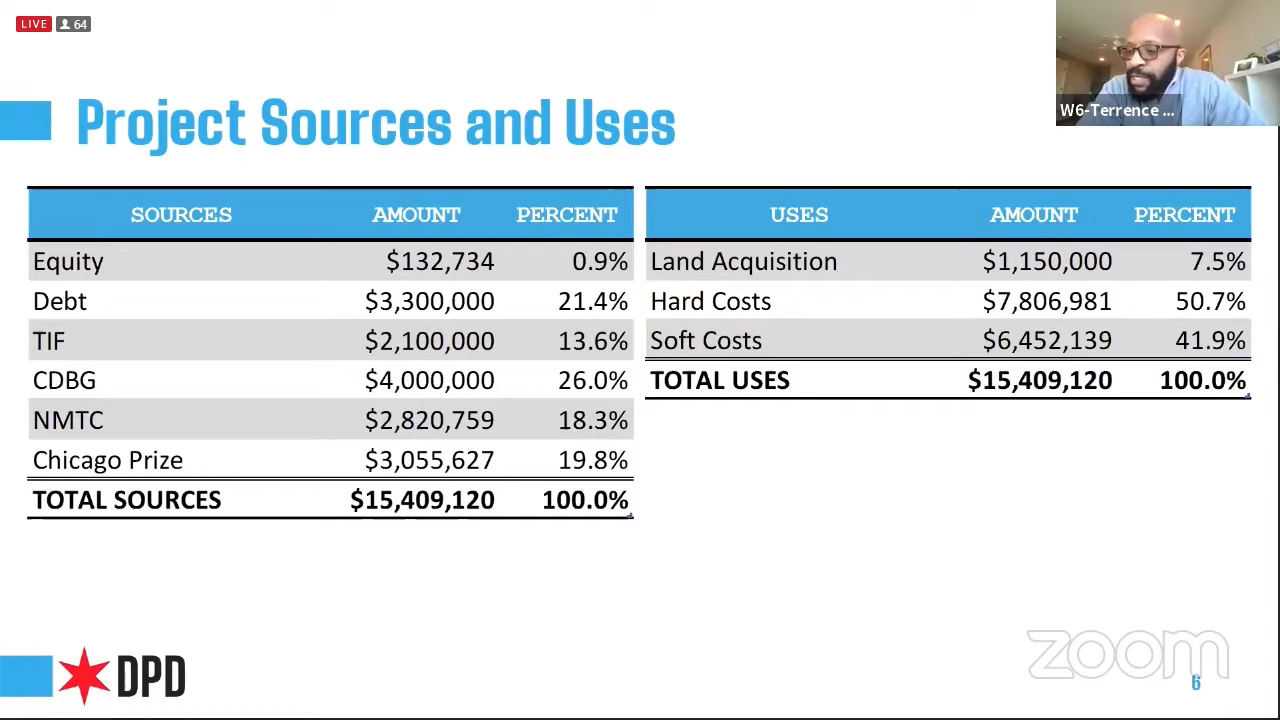 LIVE 64
W6-Terrence ...
Project Sources and Uses
SOURCES AMOUNT PERCENT
Equity $132,734 0.9%
Debt $3,300,000 21.4%
TIF $2,100,000 13.6%
CDBG $4,000,000 26.0%
NMTC $2,820,759 18.3%
Chicago Prize $3,055,627 19.8%
TOTAL SOURCES $15,409,120 100.0%
USES AMOUNT PERCENT
Land Acquisition $1,150,000 7.5%
Hard Costs $7,806,981 50.7%
Soft Costs $6,452,139 41.9%
TOTAL USES $15,409,120 100.0%
DPD
zoom
6